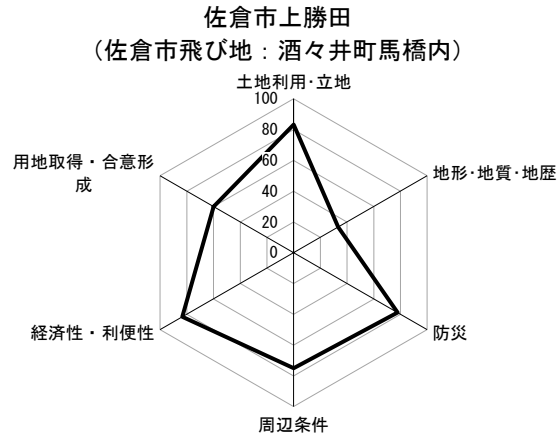 佐倉市上勝田
（佐倉市飛び地：酒々井町馬橋内）
土地利用･立地
100
80
60
40
20
0
地形･地質･地歴
防災
周辺条件
経済性・利便性
用地取得・合意形
成